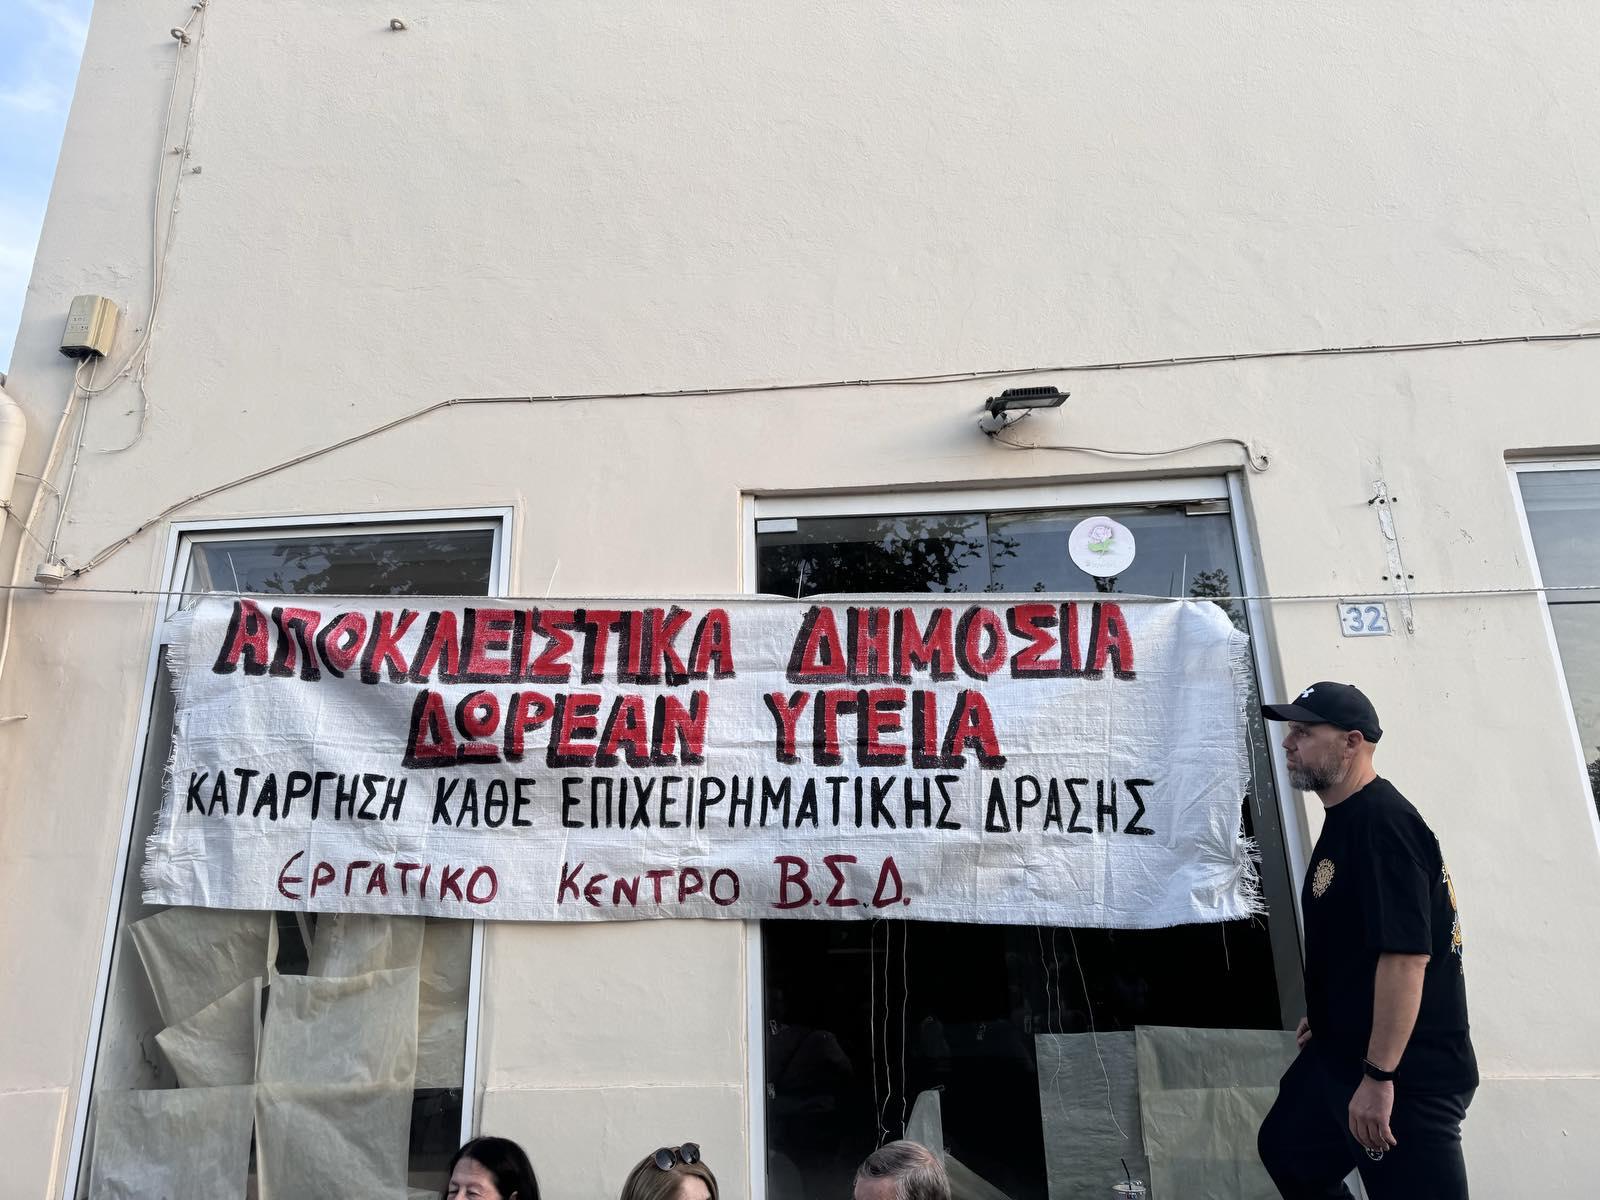 ΑΠΟΚΛΕΙΣΤΙΚΑ ΔΗΜΟΣΙΑ
ΔΩΡΕΑΝ ΥΓΕΙΑ
ΚΑΤΑΡΓΗΣΗ ΚΑΘΕ ΕΠΙΧΕΙΡΗΜΑΤΙΚΗΣ ΔΡΑΣΗΣ
ΕΡΓΑΤΙΚΟ ΚΕΝΤΡΟ Β.Σ.Δ.
32